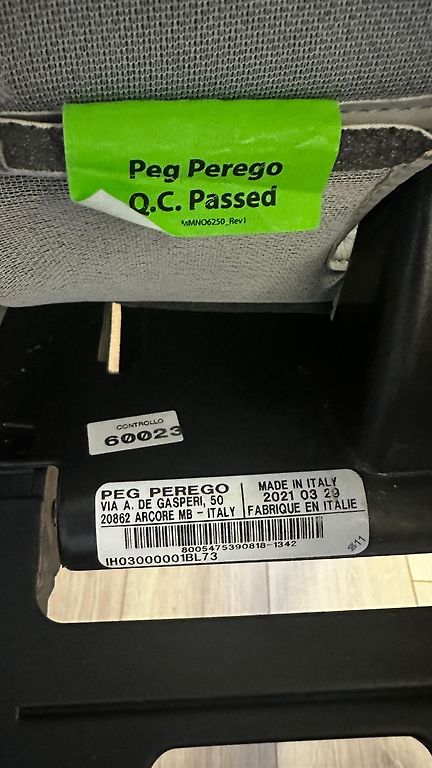 Peg Perego
Q.C. Passed
MMNO6250_Rev1
CONTROLLO
60023
PEG PEREGO
VIA A. DE GASPERI, 50
20862 ARCORE MB - ITALY
MADE IN ITALY
2021 03 29
FABRIQUE EN ITALIE
8005475390818-1342
IH03000001BL73